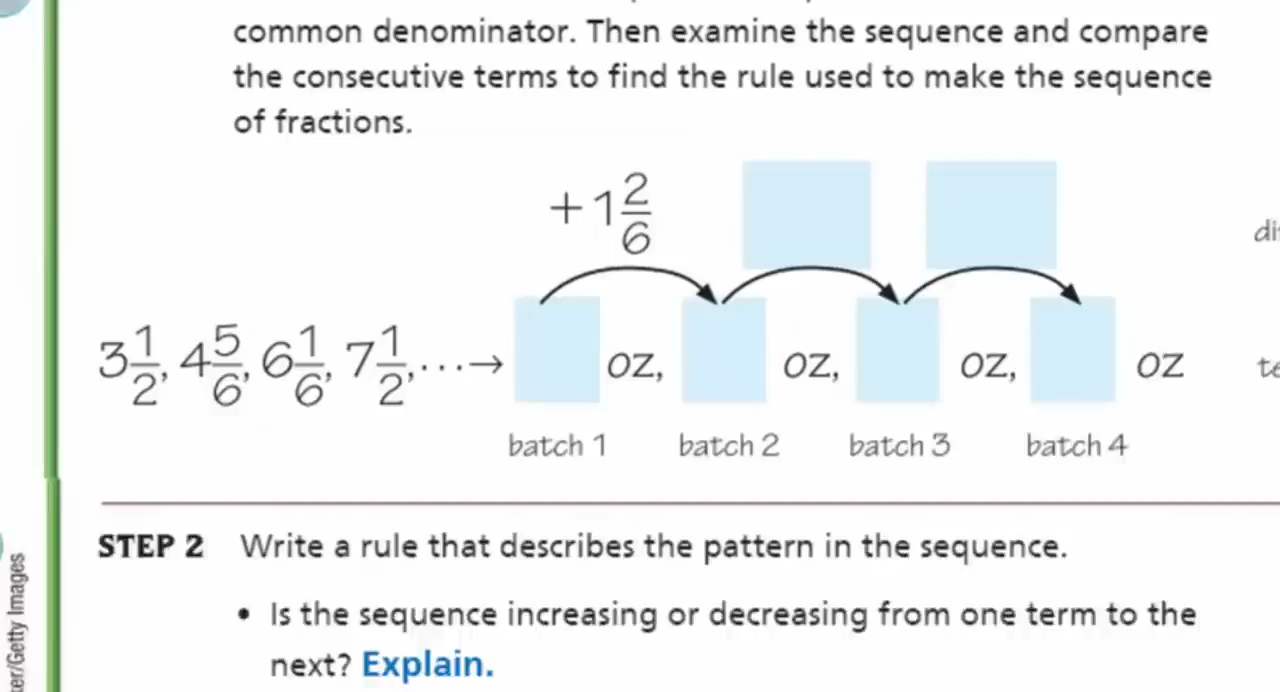 common denominator. Then examine the sequence and compare
the consecutive terms to find the rule used to make the sequence
of fractions.
+1 2/6
3 1/2, 4 5/6, 6 1/6, 7 1/2, ... → oz, oz, oz, oz
batch 1 batch 2 batch 3 batch 4
STEP 2 Write a rule that describes the pattern in the sequence.
• Is the sequence increasing or decreasing from one term to the
next? Explain.
er/Getty Images